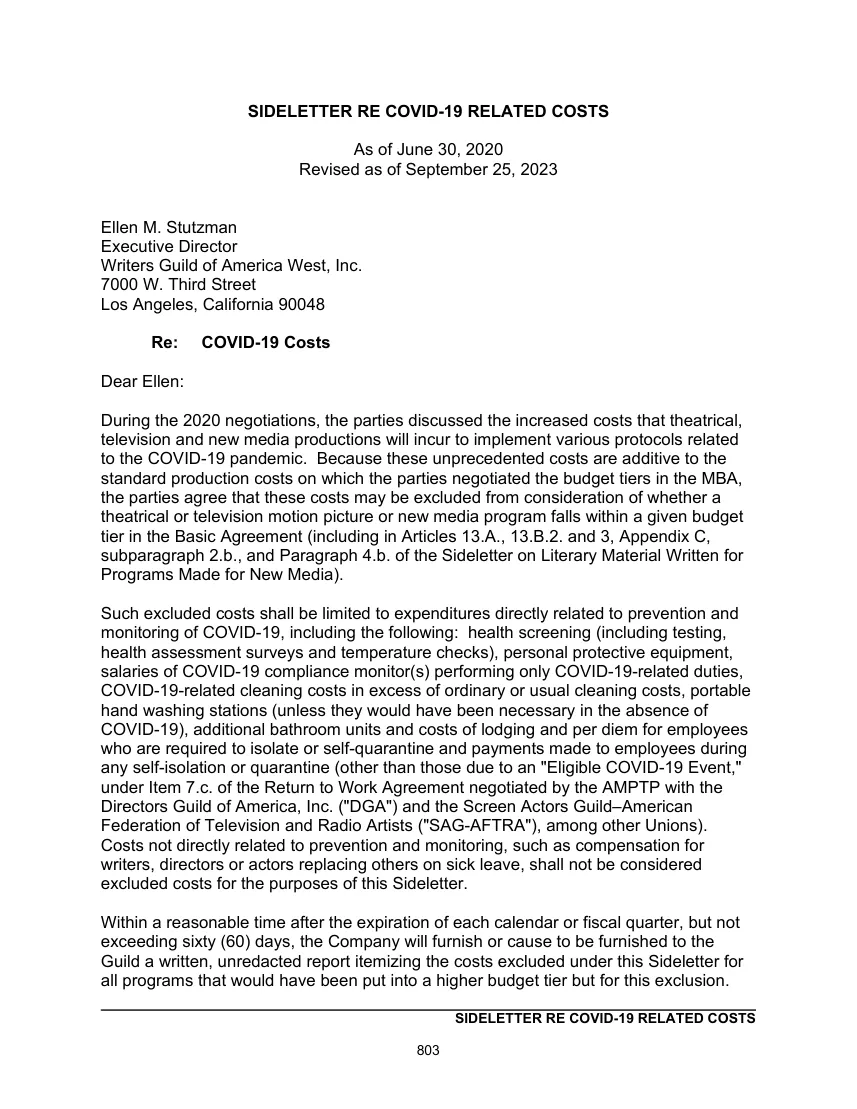 SIDELETTER RE COVID-19 RELATED COSTS
As of June 30, 2020
Revised as of September 25, 2023
Ellen M. Stutzman
Executive Director
Writers Guild of America West, Inc.
7000 W. Third Street
Los Angeles, California 90048
Re: COVID-19 Costs
Dear Ellen:
During the 2020 negotiations, the parties discussed the increased costs that theatrical,
television and new media productions will incur to implement various protocols related
to the COVID-19 pandemic. Because these unprecedented costs are additive to the
standard production costs on which the parties negotiated the budget tiers in the MBA,
the parties agree that these costs may be excluded from consideration of whether a
theatrical or television motion picture or new media program falls within a given budget
tier in the Basic Agreement (including in Articles 13.A., 13.B.2. and 3, Appendix C,
subparagraph 2.b., and Paragraph 4.b. of the Sideletter on Literary Material Written for
Programs Made for New Media).
Such excluded costs shall be limited to expenditures directly related to prevention and
monitoring of COVID-19, including the following: health screening (including testing,
health assessment surveys and temperature checks), personal protective equipment,
salaries of COVID-19 compliance monitor(s) performing only COVID-19-related duties,
COVID-19-related cleaning costs in excess of ordinary or usual cleaning costs, portable
hand washing stations (unless they would have been necessary in the absence of
COVID-19), additional bathroom units and costs of lodging and per diem for employees
who are required to isolate or self-quarantine and payments made to employees during
any self-isolation or quarantine (other than those due to an "Eligible COVID-19 Event,"
under Item 7.c. of the Return to Work Agreement negotiated by the AMPTP with the
Directors Guild of America, Inc. ("DGA") and the Screen Actors Guild–American
Federation of Television and Radio Artists ("SAG-AFTRA"), among other Unions).
Costs not directly related to prevention and monitoring, such as compensation for
writers, directors or actors replacing others on sick leave, shall not be considered
excluded costs for the purposes of this Sideletter.
Within a reasonable time after the expiration of each calendar or fiscal quarter, but not
exceeding sixty (60) days, the Company will furnish or cause to be furnished to the
Guild a written, unredacted report itemizing the costs excluded under this Sideletter for
all programs that would have been put into a higher budget tier but for this exclusion.
SIDELETTER RE COVID-19 RELATED COSTS
803